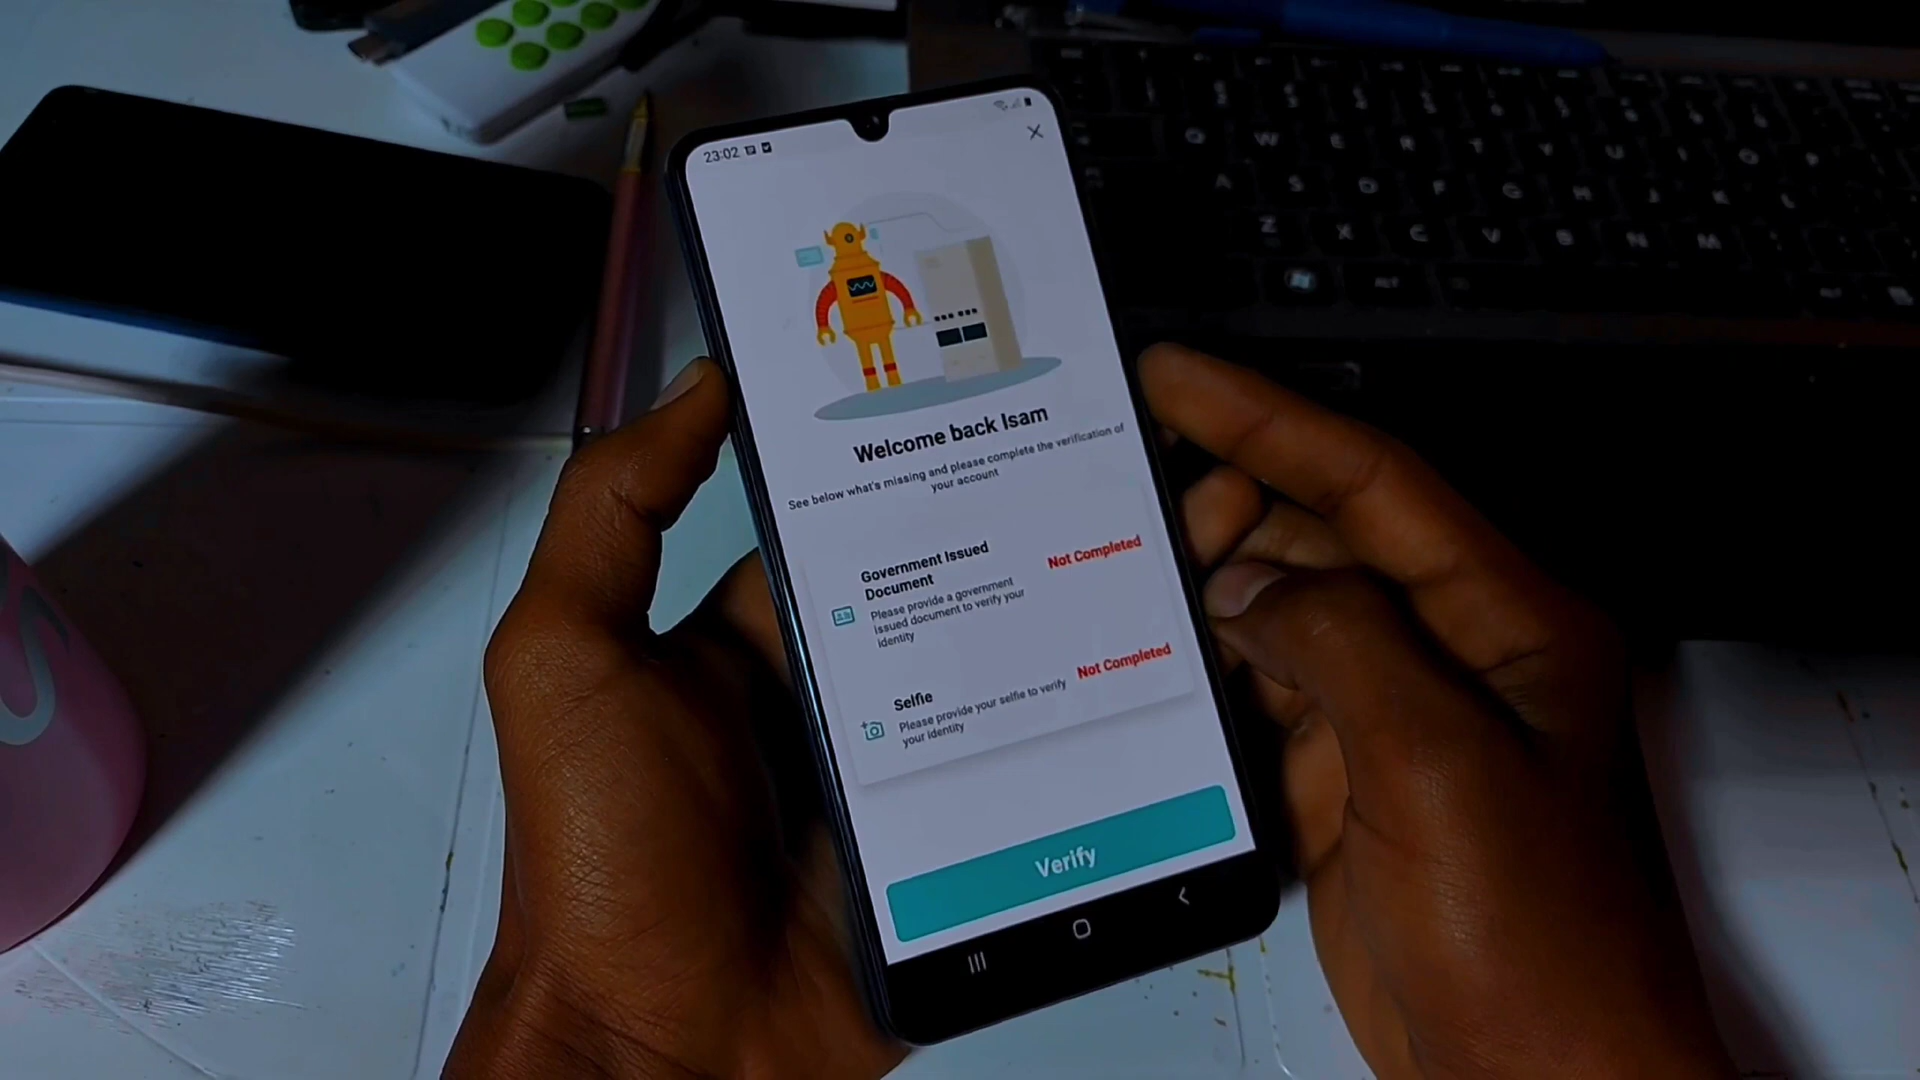 23:02
Welcome back Isam
See below what's missing and please complete the verification of
your account
Government Issued
Document
Not Completed
Please provide a government
issued document to verify your
identity
Selfie
Not Completed
Please provide your selfie to verify
your identity
Verify
Q W E R T Y U I O P
A S D F G H J K L
Z X C V B N M
ALT